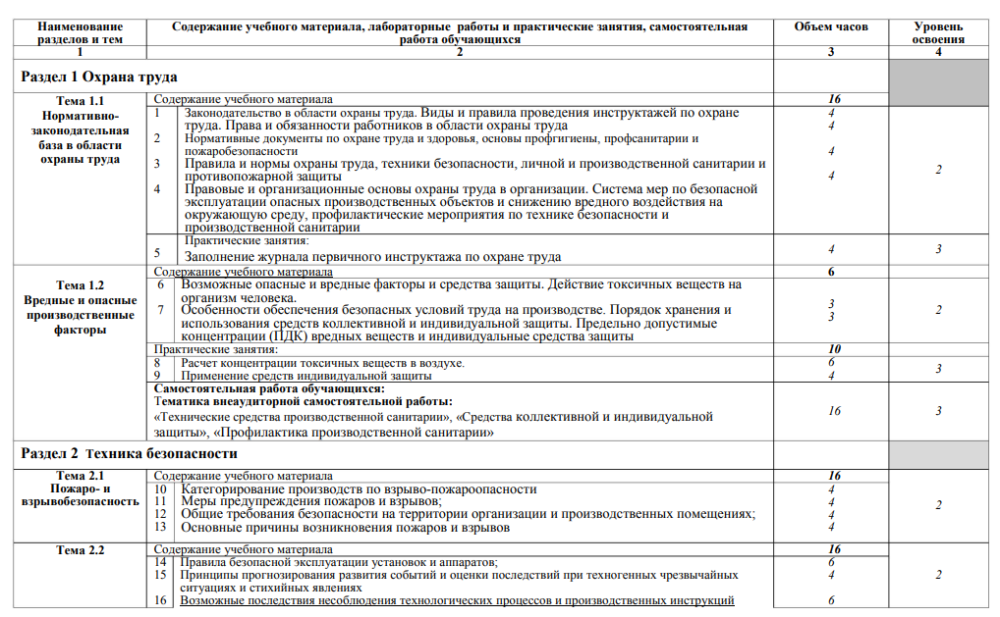 Наименование разделов и тем
Содержание учебного материала, лабораторные работы и практические занятия, самостоятельная работа обучающихся
Объем часов
Уровень освоения
1
2
3
4
Раздел 1 Охрана труда
Тема 1.1
Нормативно-
законодательная
база в области
охраны труда
Содержание учебного материала
16
1
Законодательство в области охраны труда. Виды и правила проведения инструктажей по охране
4
труда. Права и обязанности работников в области охраны труда
4
2
Нормативные документы по охране труда и здоровья, основы профгигиены, профсанитарии и
пожаробезопасности
4
3
Правила и нормы охраны труда, техники безопасности, личной и производственной санитарии и
противопожарной защиты
4
4
Правовые и организационные основы охраны труда в организации. Система мер по безопасной
эксплуатации опасных производственных объектов и снижению вредного воздействия на
окружающую среду, профилактические мероприятия по технике безопасности и
производственной санитарии
2
Практические занятия:
5
Заполнение журнала первичного инструктажа по охране труда
4
3
Тема 1.2
Вредные и опасные
производственные
факторы
Содержание учебного материала
6
6
Возможные опасные и вредные факторы и средства защиты. Действие токсичных веществ на
организм человека.
3
7
Особенности обеспечения безопасных условий труда на производстве. Порядок хранения и
3
использования средств коллективной и индивидуальной защиты. Предельно допустимые
концентрации (ПДК) вредных веществ и индивидуальные средства защиты
2
Практические занятия:
10
8
Расчет концентрации токсичных веществ в воздухе.
6
9
Применение средств индивидуальной защиты
4
3
Самостоятельная работа обучающихся:
Тематика внеаудиторной самостоятельной работы:
«Технические средства производственной санитарии», «Средства коллективной и индивидуальной
защиты», «Профилактика производственной санитарии»
16
3
Раздел 2 Техника безопасности
Тема 2.1
Пожаро- и
взрывобезопасность
Содержание учебного материала
16
10
Категорирование производств по взрыво-пожароопасности
4
11
Меры предупреждения пожаров и взрывов;
4
12
Общие требования безопасности на территории организации и производственных помещениях;
4
13
Основные причины возникновения пожаров и взрывов
4
2
Тема 2.2
Содержание учебного материала
16
14
Правила безопасной эксплуатации установок и аппаратов;
6
15
Принципы прогнозирования развития событий и оценки последствий при техногенных чрезвычайных
4
ситуациях и стихийных явлениях
16
Возможные последствия несоблюдения технологических процессов и производственных инструкций
6
2